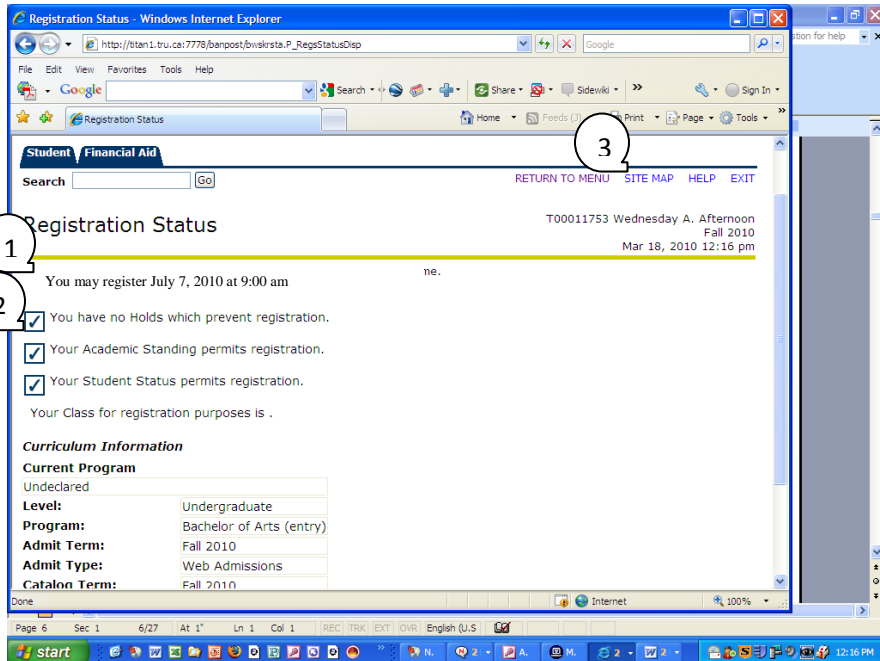 Registration Status - Windows Internet Explorer
http://titan1.tru.ca:7778/banpost/bwskrsta.P_RegsStatusDisp
Google
stion for help
File Edit View Favorites Tools Help
Google
Search
Share
Sidewiki
Sign In
Registration Status
Home
Feeds (J)
Print
Page
Tools
3
Student Financial Aid
Search
Go
RETURN TO MENU SITE MAP HELP EXIT
Registration Status
T00011753 Wednesday A. Afternoon
Fall 2010
Mar 18, 2010 12:16 pm
1
ne.
You may register July 7, 2010 at 9:00 am
2
You have no Holds which prevent registration.
Your Academic Standing permits registration.
Your Student Status permits registration.
Your Class for registration purposes is .
Curriculum Information
Current Program
Undeclared
Level: Undergraduate
Program: Bachelor of Arts (entry)
Admit Term: Fall 2010
Admit Type: Web Admissions
Catalog Term: Fall 2010
Done
Internet
100%
Page 6 Sec 1 6/27 At 1" Ln 1 Col 1 REC TRK EXT OVR English (U.S
start
N.
2
A.
M.
2
2
12:16 PM